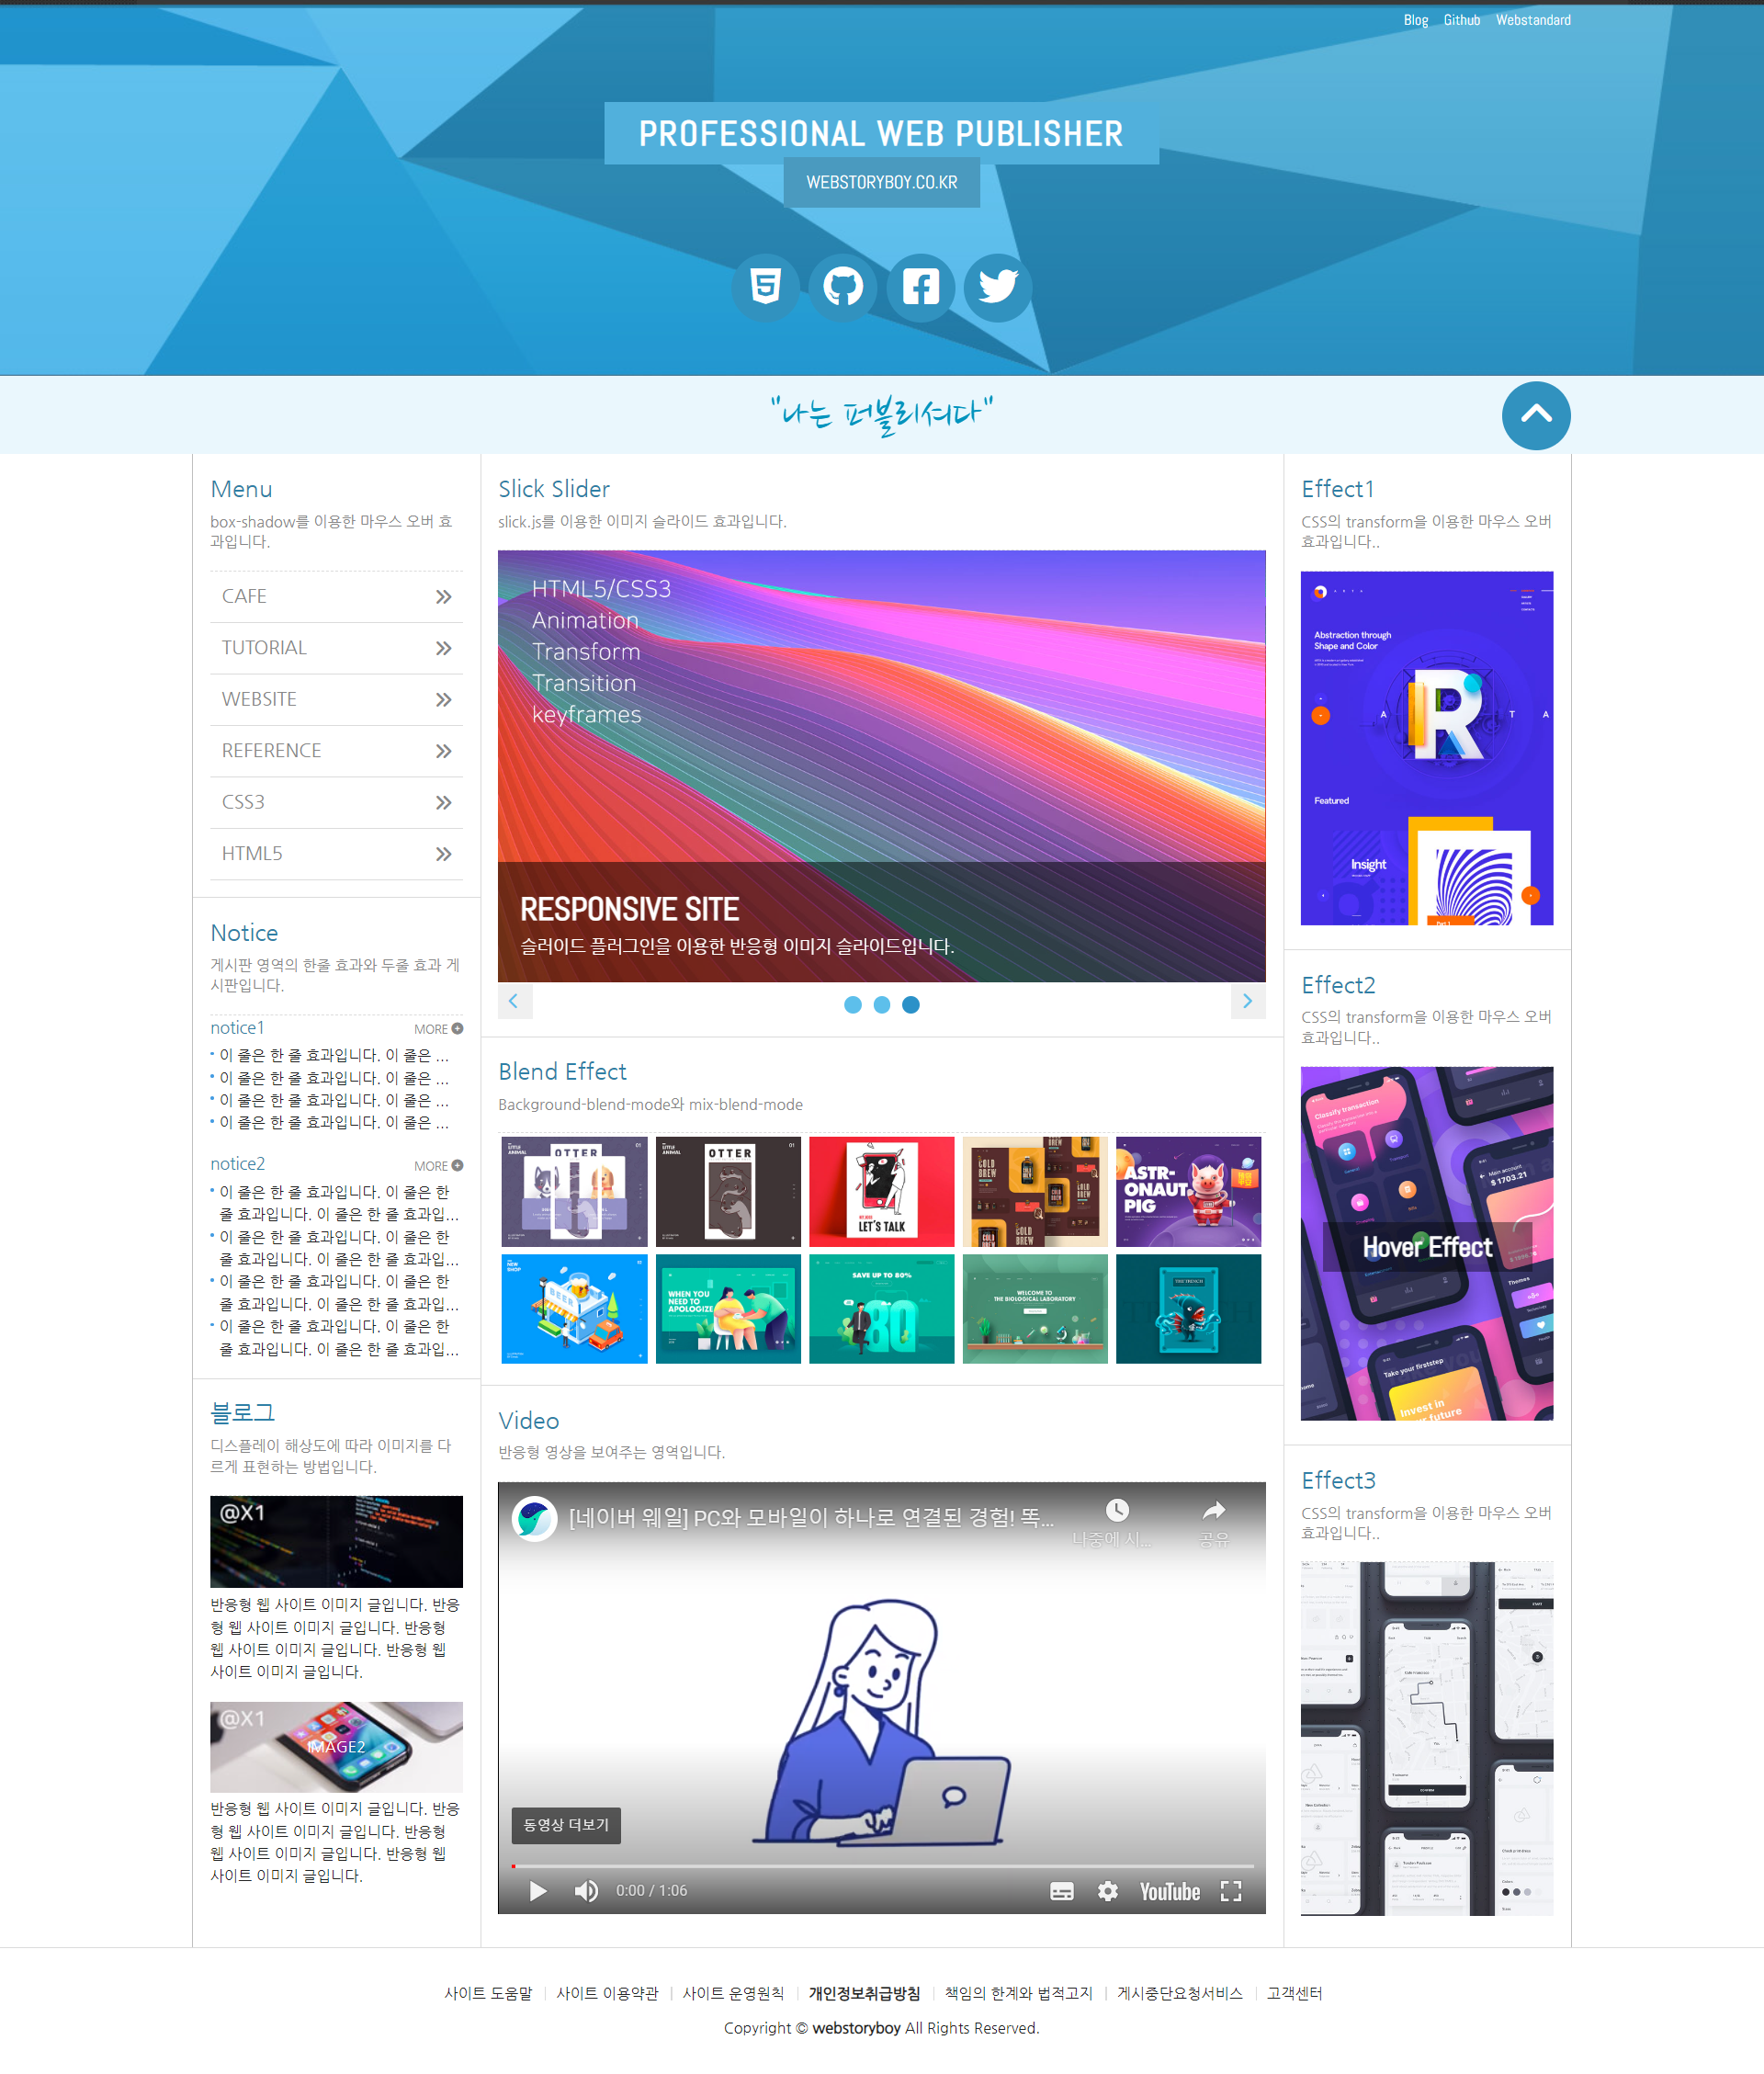 Blog Github Webstandard
PROFESSIONAL WEB PUBLISHER
WEBSTORYBOY.CO.KR
"나는 퍼블리셔다"
Menu
box-shadow를 이용한 마우스 오버 효
과입니다.
CAFE
TUTORIAL
WEBSITE
REFERENCE
CSS3
HTML5
Notice
게시판 영역의 한줄 효과와 두줄 효과 게
시판입니다.
notice1 MORE
이 줄은 한 줄 효과입니다. 이 줄은 ...
이 줄은 한 줄 효과입니다. 이 줄은 ...
이 줄은 한 줄 효과입니다. 이 줄은 ...
이 줄은 한 줄 효과입니다. 이 줄은 ...
notice2 MORE
이 줄은 한 줄 효과입니다. 이 줄은 한
줄 효과입니다. 이 줄은 한 줄 효과입...
이 줄은 한 줄 효과입니다. 이 줄은 한
줄 효과입니다. 이 줄은 한 줄 효과입...
이 줄은 한 줄 효과입니다. 이 줄은 한
줄 효과입니다. 이 줄은 한 줄 효과입...
이 줄은 한 줄 효과입니다. 이 줄은 한
줄 효과입니다. 이 줄은 한 줄 효과입...
블로그
디스플레이 해상도에 따라 이미지를 다
르게 표현하는 방법입니다.
@X1
반응형 웹 사이트 이미지 글입니다. 반응
형 웹 사이트 이미지 글입니다. 반응형
웹 사이트 이미지 글입니다. 반응형 웹
사이트 이미지 글입니다.
@X1
IMAGE2
반응형 웹 사이트 이미지 글입니다. 반응
형 웹 사이트 이미지 글입니다. 반응형
웹 사이트 이미지 글입니다. 반응형 웹
사이트 이미지 글입니다.
Slick Slider
slick.js를 이용한 이미지 슬라이드 효과입니다.
HTML5/CSS3
Animation
Transform
Transition
keyframes
RESPONSIVE SITE
슬러이드 플러그인을 이용한 반응형 이미지 슬라이드입니다.
Blend Effect
Background-blend-mode와 mix-blend-mode
LITTLE
ANIMAL
OTTER
01
LITTLE
ANIMAL
OTTER
01
LET'S TALK
COLD
BREW
COLD
BREW
COLD
BREW
ASTR-
ONAUT
PIG
NEW
SHOP
BEER
WHEN YOU
NEED TO
APOLOGIZE
SAVE UP TO 80%
80
WELCOME TO
THE BIOLOGICAL LABORATORY
THE TRENCH
Video
반응형 영상을 보여주는 영역입니다.
[네이버 웨일] PC와 모바일이 하나로 연결된 경험! 똑...
나중에 시...
공유
동영상 더보기
0:00 / 1:06
YouTube
Effect1
CSS의 transform을 이용한 마우스 오버
효과입니다..
A R T A
Abstraction through
Shape and Color
A R T A
Featured
Insight
Part 1
Effect2
CSS의 transform을 이용한 마우스 오버
효과입니다..
Classify transaction
Main account
$ 1703.21
Hover Effect
Themes
Take your firststep
Invest in
your future
Effect3
CSS의 transform을 이용한 마우스 오버
효과입니다..
사이트 도움말 사이트 이용약관 사이트 운영원칙 개인정보취급방침 책임의 한계와 법적고지 게시중단요청서비스 고객센터
Copyright © webstoryboy All Rights Reserved.